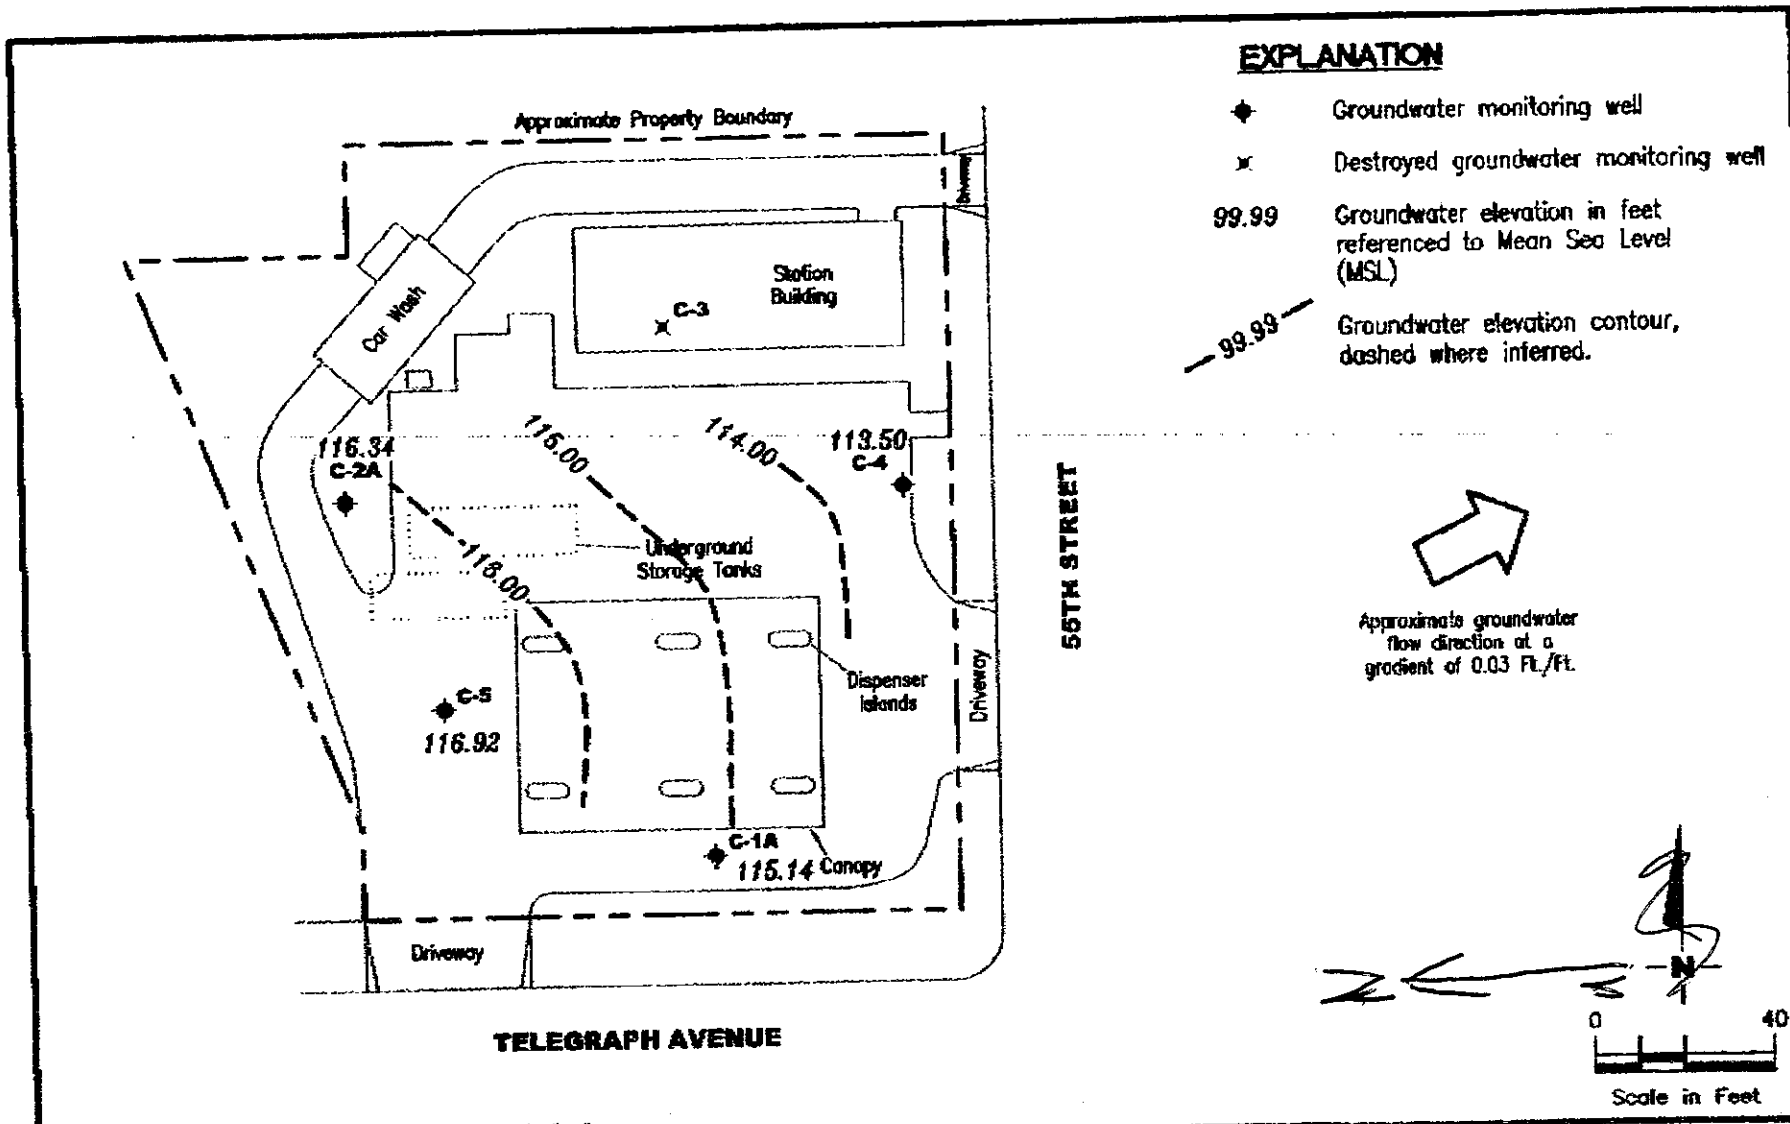 EXPLANATION
Groundwater monitoring well
Destroyed groundwater monitoring well
99.99 Groundwater elevation in feet
referenced to Mean Sea Level
(MSL)
99.99 Groundwater elevation contour,
dashed where inferred.
Approximate Property Boundary
Driveway
Station
Building
C-3
Car Wash
116.34
C-2A
115.00
114.00
113.50
C-4
Underground
Storage Tanks
116.00
55TH STREET
Approximate groundwater
flow direction at a
gradient of 0.03 Ft./Ft.
Dispenser
Islands
Driveway
C-5
116.92
C-1A
115.14
Canopy
Driveway
TELEGRAPH AVENUE
N
N
0 40
Scale in Feet